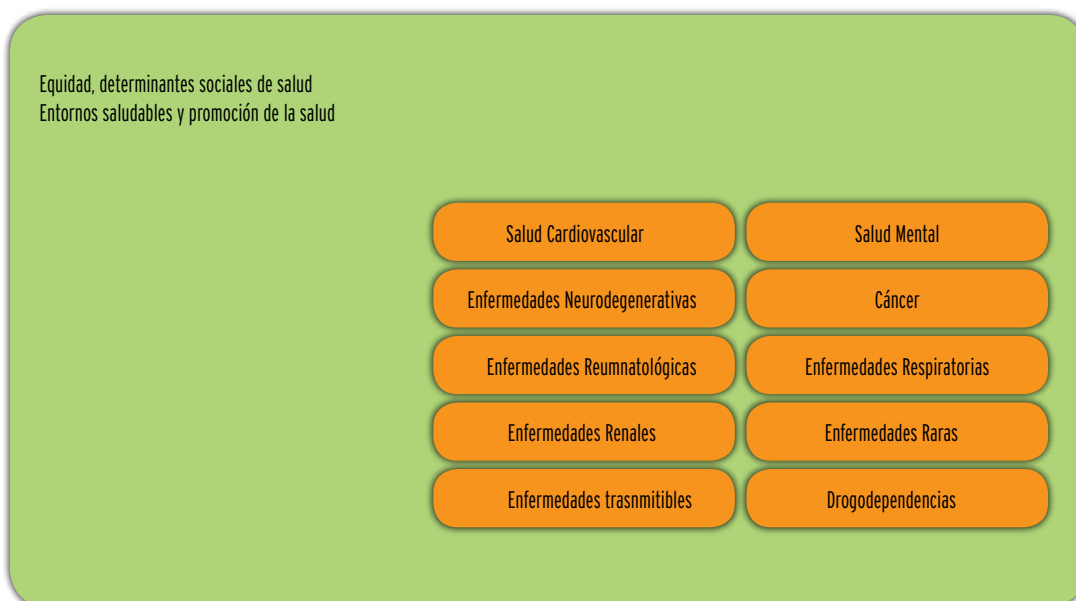 Equidad, determinantes sociales de salud
Entornos saludables y promoción de la salud
Salud Cardiovascular
Salud Mental
Enfermedades Neurodegenerativas
Cáncer
Enfermedades Reumnatológicas
Enfermedades Respiratorias
Enfermedades Renales
Enfermedades Raras
Enfermedades trasnmitibles
Drogodependencias